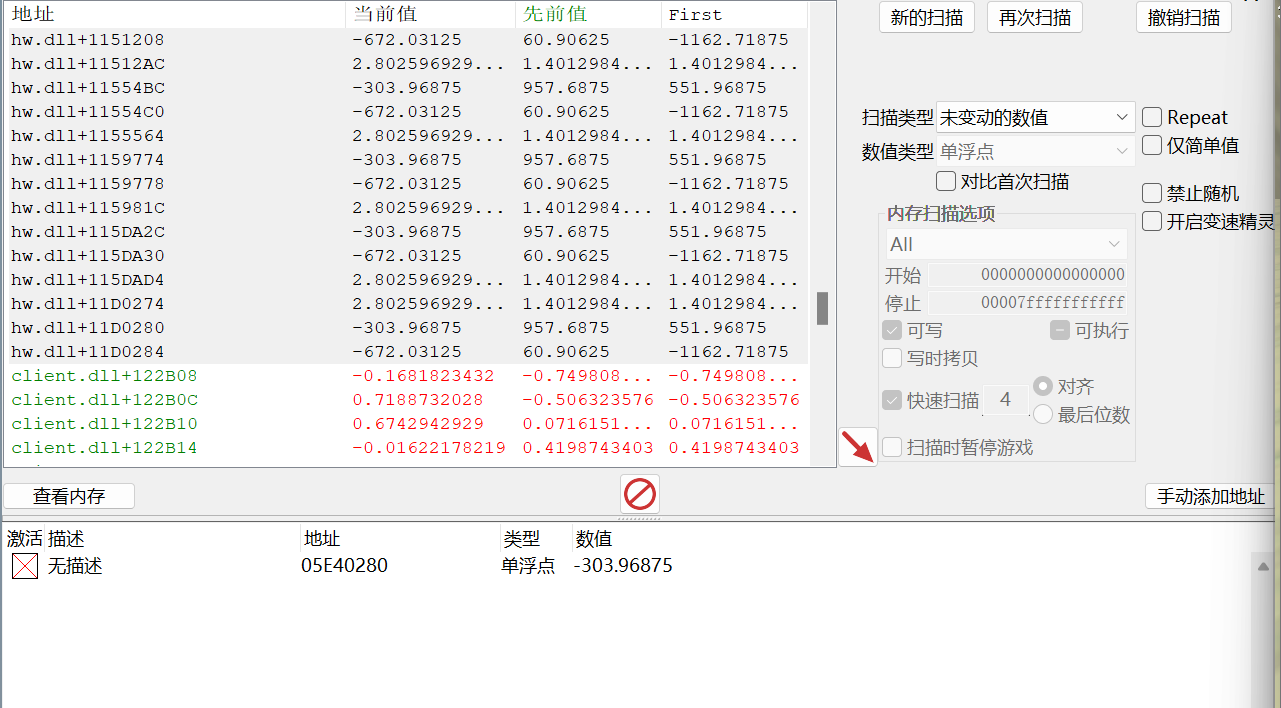 地址 当前值 先前值 First
hw.dll+1151208 -672.03125 60.90625 -1162.71875
hw.dll+11512AC 2.802596929... 1.4012984... 1.4012984...
hw.dll+11554BC -303.96875 957.6875 551.96875
hw.dll+11554C0 -672.03125 60.90625 -1162.71875
hw.dll+1155564 2.802596929... 1.4012984... 1.4012984...
hw.dll+1159774 -303.96875 957.6875 551.96875
hw.dll+1159778 -672.03125 60.90625 -1162.71875
hw.dll+115981C 2.802596929... 1.4012984... 1.4012984...
hw.dll+115DA2C -303.96875 957.6875 551.96875
hw.dll+115DA30 -672.03125 60.90625 -1162.71875
hw.dll+115DAD4 2.802596929... 1.4012984... 1.4012984...
hw.dll+11D0274 2.802596929... 1.4012984... 1.4012984...
hw.dll+11D0280 -303.96875 957.6875 551.96875
hw.dll+11D0284 -672.03125 60.90625 -1162.71875
client.dll+122B08 -0.1681823432 -0.749808... -0.749808...
client.dll+122B0C 0.7188732028 -0.506323576 -0.506323576
client.dll+122B10 0.6742942929 0.0716151... 0.0716151...
client.dll+122B14 -0.01622178219 0.4198743403 0.4198743403
新的扫描 再次扫描 撤销扫描
扫描类型 未变动的数值 Repeat
数值类型 单浮点 仅简单值
对比首次扫描
禁止随机
内存扫描选项 开启变速精灵
All
开始 0000000000000000
停止 00007fffffffffff
可写 可执行
写时拷贝
快速扫描 4 对齐
最后位数
扫描时暂停游戏
查看内存 手动添加地址
激活 描述 地址 类型 数值
无描述 05E40280 单浮点 -303.96875